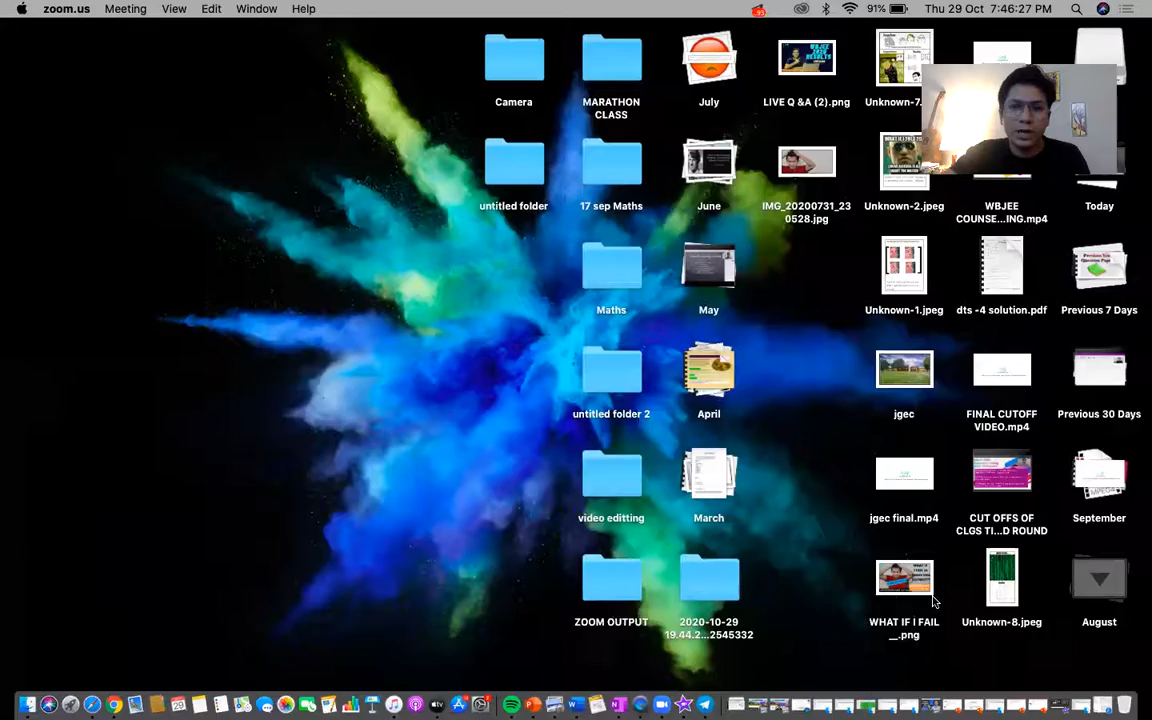 zoom.us Meeting View Edit Window Help
91% Thu 29 Oct 7:46:27 PM
Camera
MARATHON
CLASS
July
LIVE Q &A (2).png
Unknown-7.
untitled folder
17 sep Maths
June
IMG_20200731_23
0528.jpg
Unknown-2.jpeg
WBJEE
COUNSE...ING.mp4
Today
Maths
May
Unknown-1.jpeg
dts -4 solution.pdf
Previous 7 Days
untitled folder 2
April
jgec
FINAL CUTOFF
VIDEO.mp4
Previous 30 Days
video editting
March
jgec final.mp4
CUT OFFS OF
CLGS TI...D ROUND
September
ZOOM OUTPUT
2020-10-29
19.44.2...2545332
WHAT IF I FAIL
__.png
Unknown-8.jpeg
August